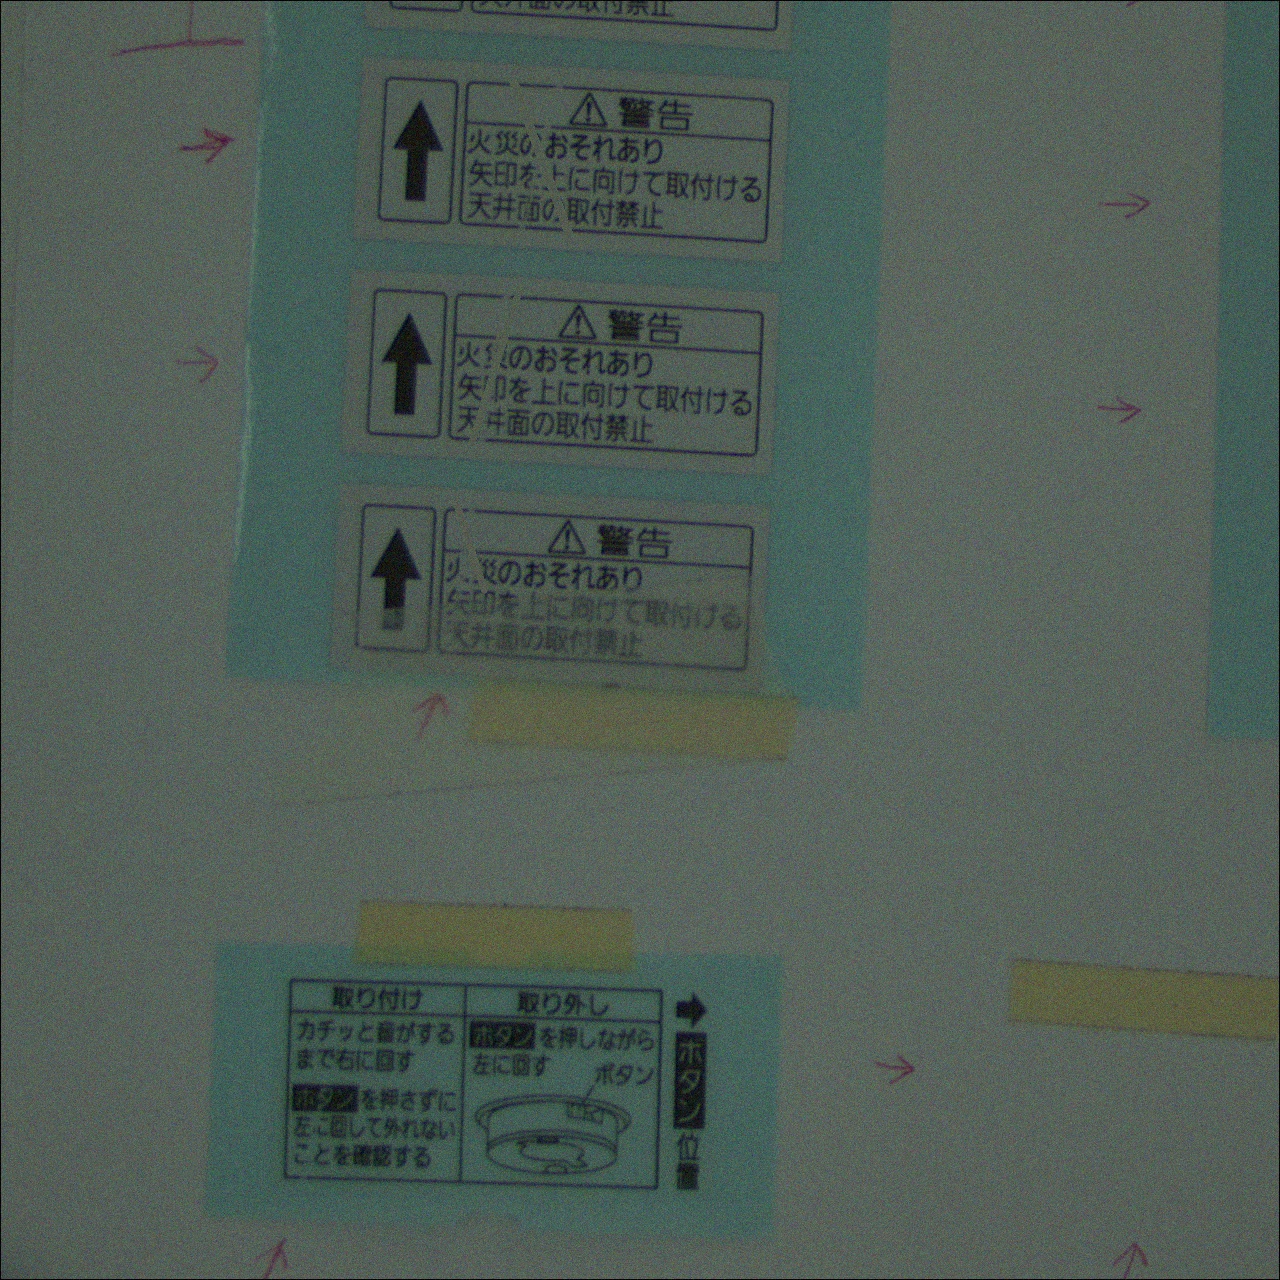 天井面の取付禁止
警告
火災のおそれあり
矢印を上に向けて取付ける
天井面の取付禁止
警告
火災のおそれあり
矢印を上に向けて取付ける
天井面の取付禁止
警告
火災のおそれあり
矢印を上に向けて取付ける
天井面の取付禁止
取り付け
カチッと音がする
まで右に回す
ボタンを押さずに
左に回して外れない
ことを確認する
取り外し
ボタンを押しながら
左に回す
ボタン
ボタン位置